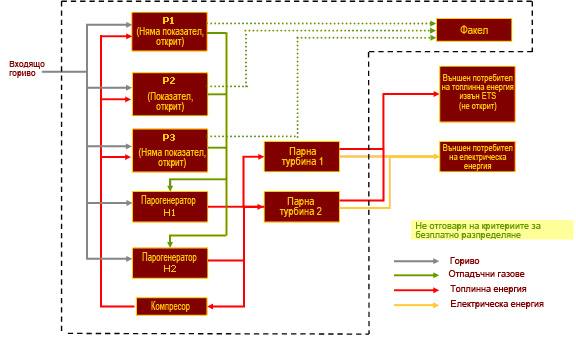 P1
(Няма показател,
открит)
Факел
Входящо
гориво
P2
(Показател,
открит)
Външен потребител
на топлинна енергия
извън ETS
(не открит)
P3
(Няма показател,
открит)
Парна
турбина 1
Външен потребител
на електрическа
енергия
Парогенератор
H1
Парна
турбина 2
Не отговаря на критериите за
безплатно разпределяне
Парогенератор
H2
Гориво
Отпадъчни газове
Топлинна енергия
Електрическа енергия
Компресор